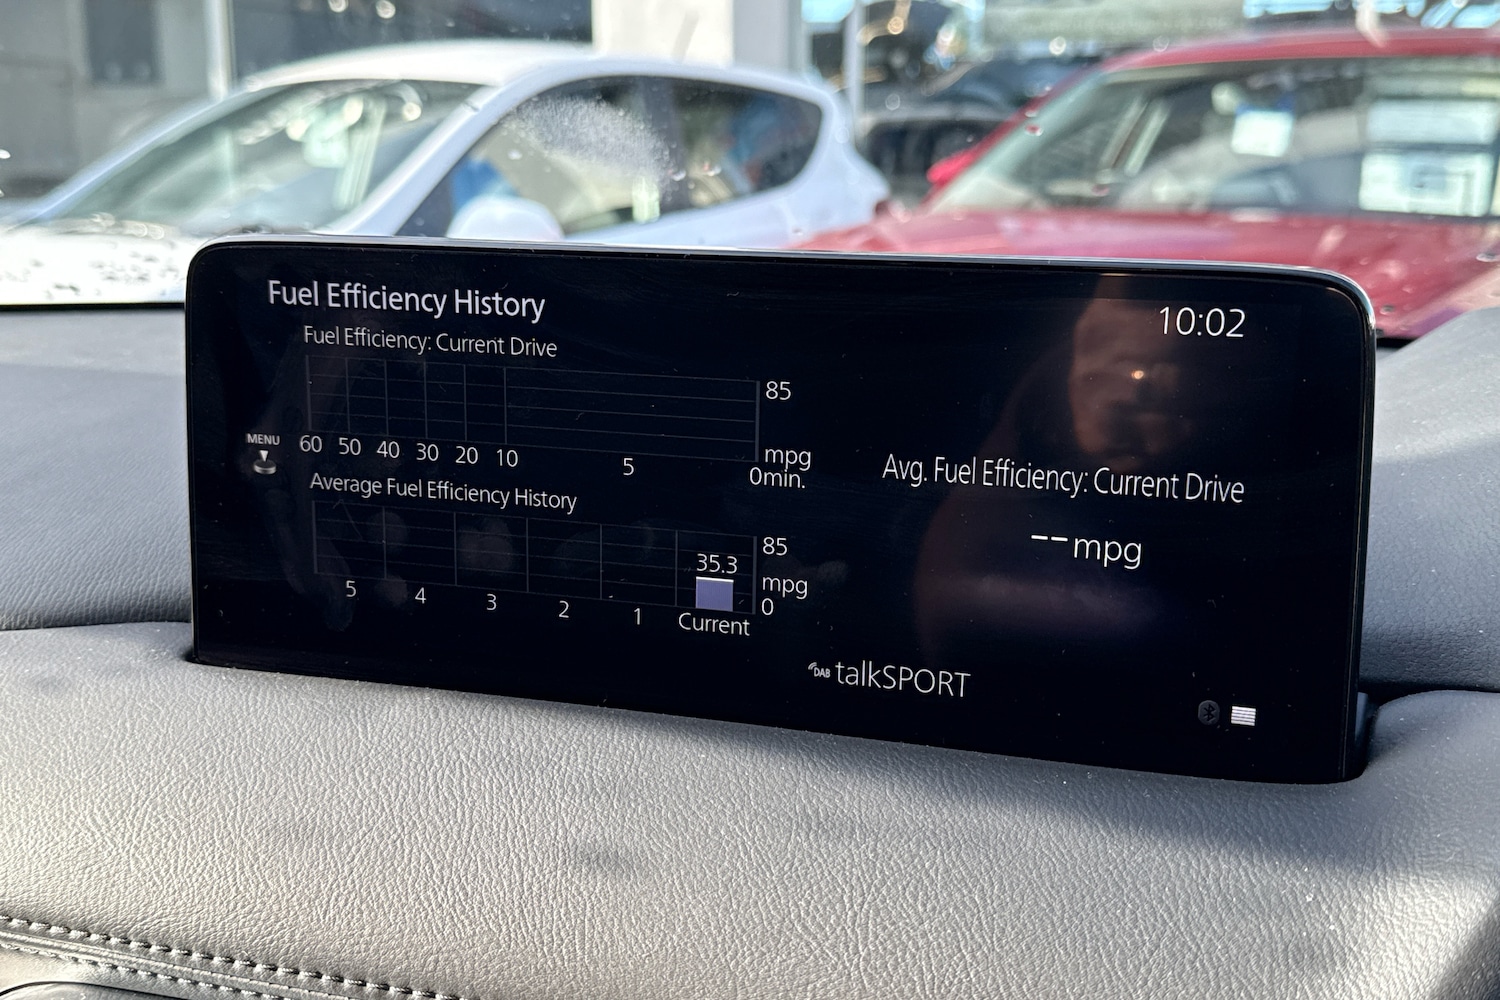 Fuel Efficiency History
10:02
Fuel Efficiency: Current Drive
85
mpg
60 50 40 30 20 10 5 0min.
MENU
Average Fuel Efficiency History
85
35.3
mpg
0
5 4 3 2 1 Current
Avg. Fuel Efficiency: Current Drive
--mpg
DAB talkSPORT